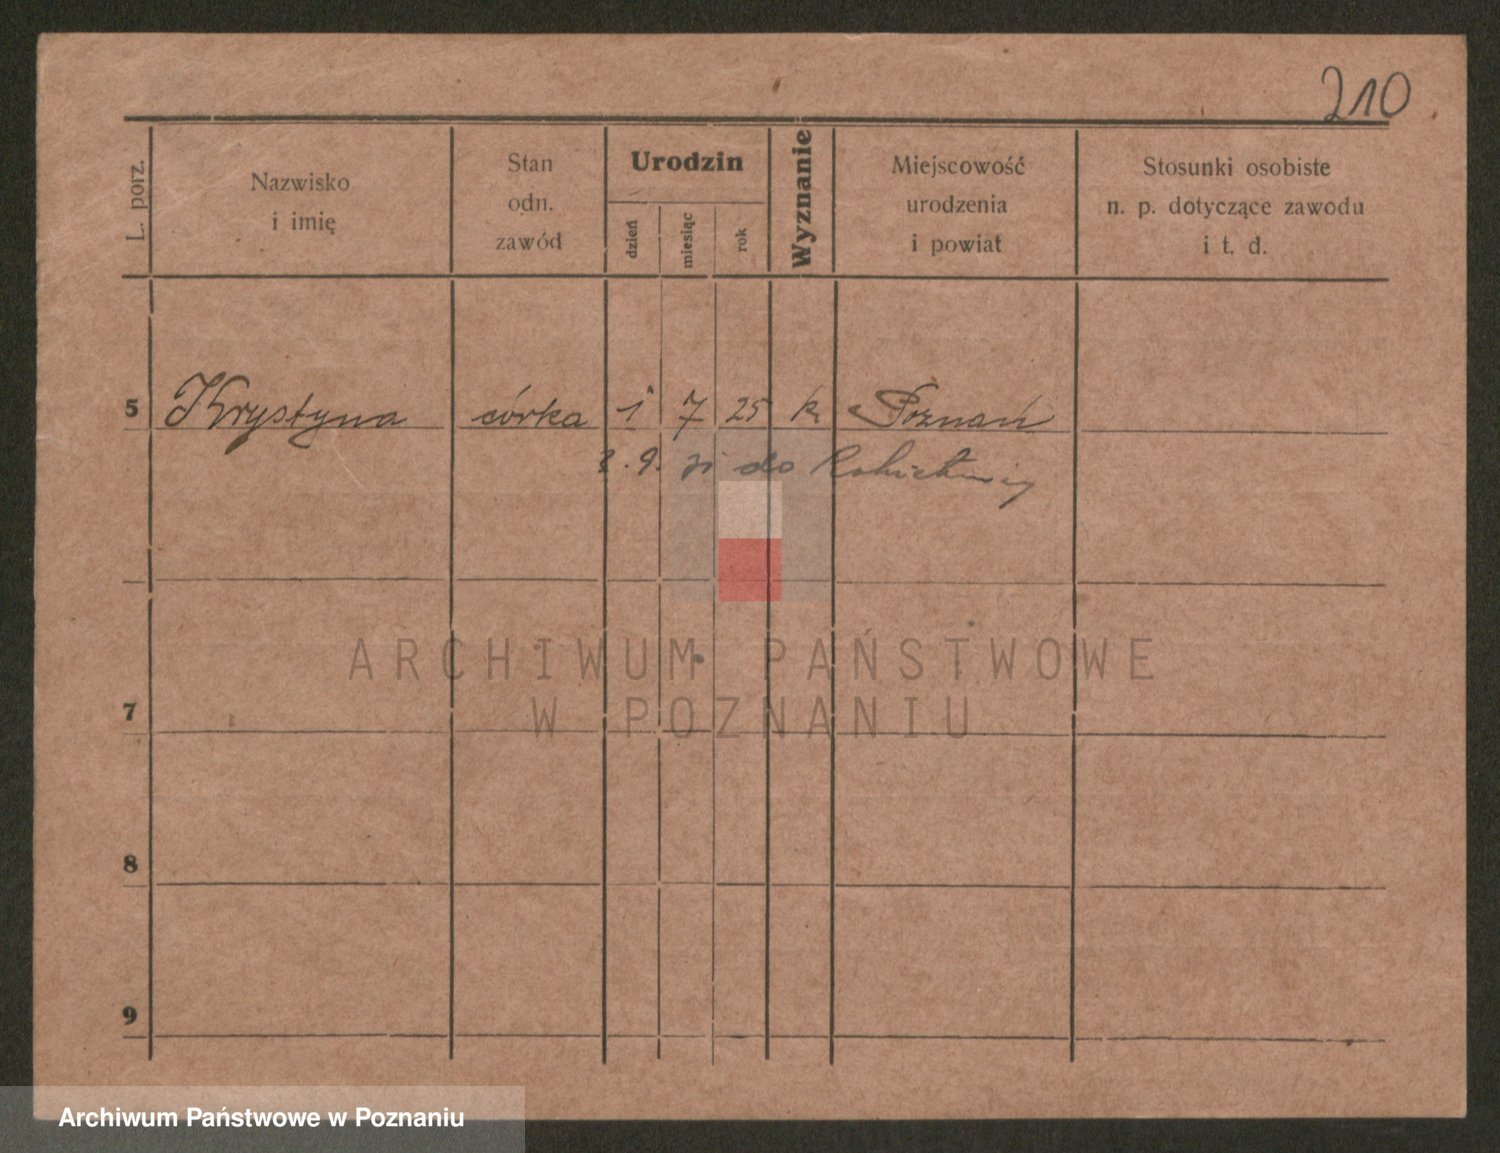 210
L. porz.
Nazwisko
i imię
Stan
odn.
zawód
Urodzin
dzień
miesiąc
rok
Wyznanie
Miejscowość
urodzenia
i powiat
Stosunki osobiste
n. p. dotyczące zawodu
i t. d.
5 Krystyna córka 1 7 25 k. Poznań
9. do
ARCHIWUM PAŃSTWOWE
W POZNANIU
7
8
9
Archiwum Państwowe w Poznaniu